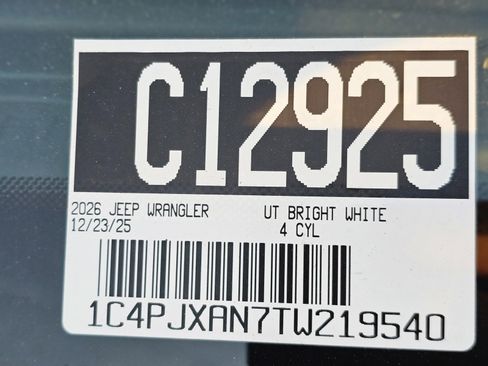 C12925
2026 JEEP WRANGLER UT BRIGHT WHITE
12/23/25 4 CYL
1C4PJXAN7TW219540